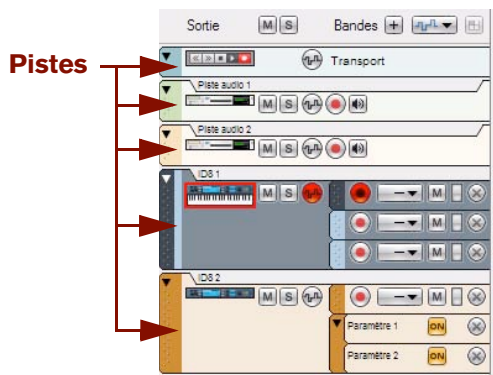 Sortie M S Bandes +
Transport
Pistes
Piste audio 1
M S
Piste audio 2
M S
ID8 1
M S M
M
M
ID8 2
M S M
Paramètre 1 ON
Paramètre 2 ON